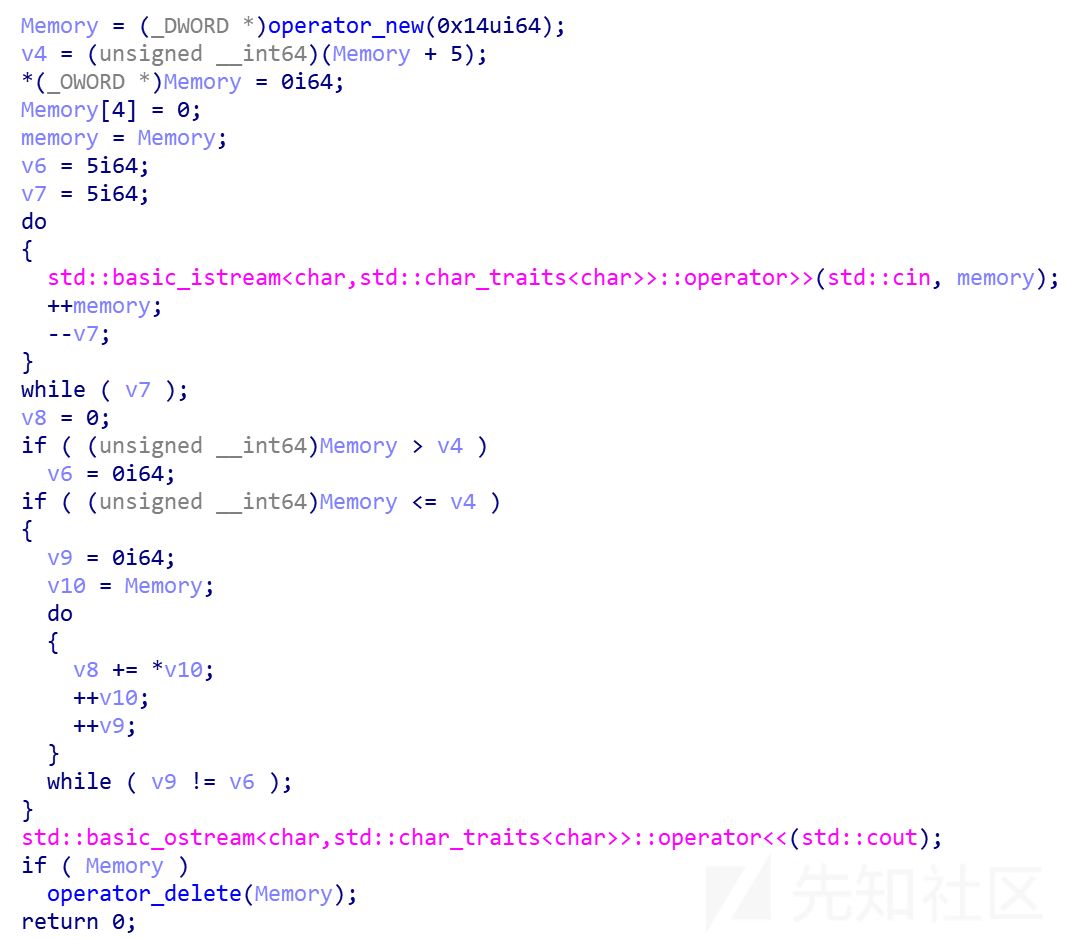 Memory = (_DWORD *)operator_new(0x14ui64);
v4 = (unsigned __int64)(Memory + 5);
*(_OWORD *)Memory = 0i64;
Memory[4] = 0;
memory = Memory;
v6 = 5i64;
v7 = 5i64;
do
{
  std::basic_istream<char,std::char_traits<char>>::operator>>(std::cin, memory);
  ++memory;
  --v7;
}
while ( v7 );
v8 = 0;
if ( (unsigned __int64)Memory > v4 )
  v6 = 0i64;
if ( (unsigned __int64)Memory <= v4 )
{
  v9 = 0i64;
  v10 = Memory;
  do
  {
    v8 += *v10;
    ++v10;
    ++v9;
  }
  while ( v9 != v6 );
}
std::basic_ostream<char,std::char_traits<char>>::operator<<(std::cout);
if ( Memory )
  operator_delete(Memory);
return 0;
先知社区